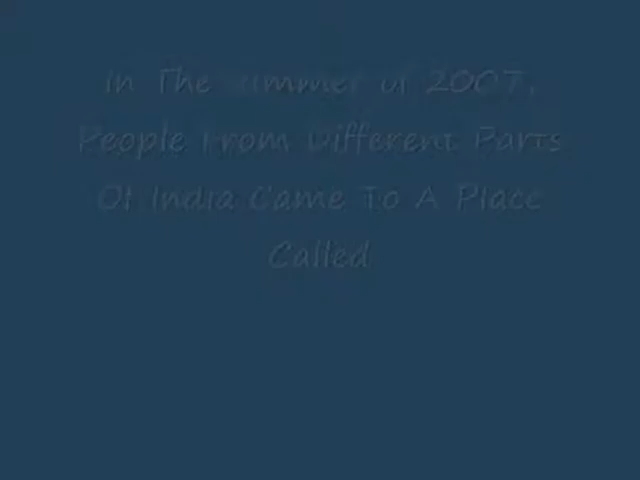 In The Summer of 2007,
People From Different Parts
Of India Came To A Place
Called